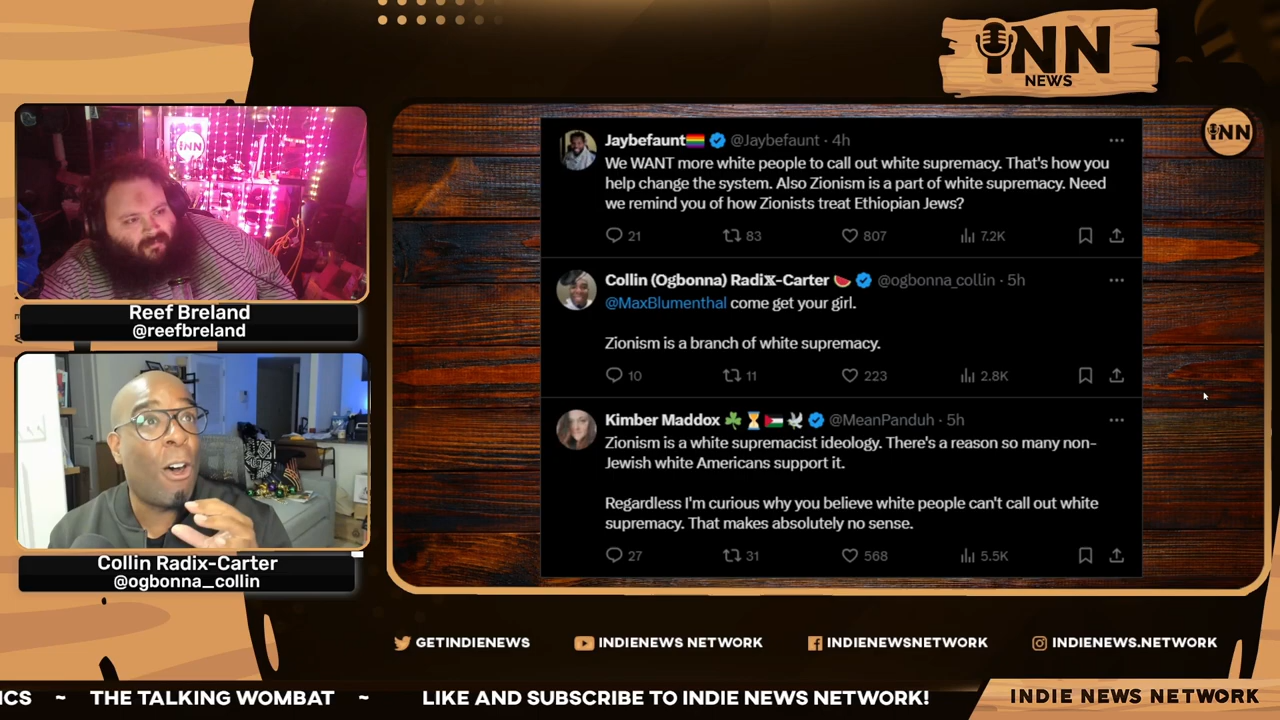 INN
NEWS
INN
INN
Reef Breland
@reefbreland
Collin Radix-Carter
@ogbonna_collin
Jaybefaunt🏳️‍🌈 @Jaybefaunt · 4h
We WANT more white people to call out white supremacy. That's how you
help change the system. Also Zionism is a part of white supremacy. Need
we remind you of how Zionists treat Ethiopian Jews?
21 83 807 7.2K
Collin (Ogbonna) Radi𝕏-Carter 🍉 @ogbonna_collin · 5h
@MaxBlumenthal come get your girl.
Zionism is a branch of white supremacy.
10 11 223 2.8K
Kimber Maddox ☘️⏳🇵🇸🕊️ @MeanPanduh · 5h
Zionism is a white supremacist ideology. There's a reason so many non-
Jewish white Americans support it.
Regardless I'm curious why you believe white people can't call out white
supremacy. That makes absolutely no sense.
27 31 568 5.5K
GETINDIENEWS INDIENEWS NETWORK INDIENEWSNETWORK INDIENEWS.NETWORK
ICS ~ THE TALKING WOMBAT ~ LIKE AND SUBSCRIBE TO INDIE NEWS NETWORK! INDIE NEWS NETWORK